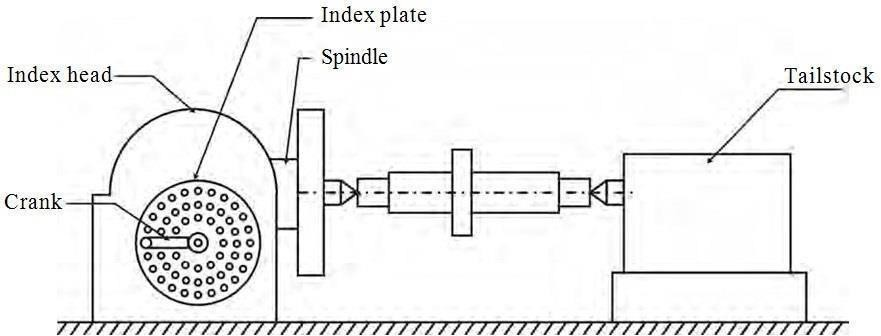 Index plate
Spindle
Index head
Tailstock
Crank